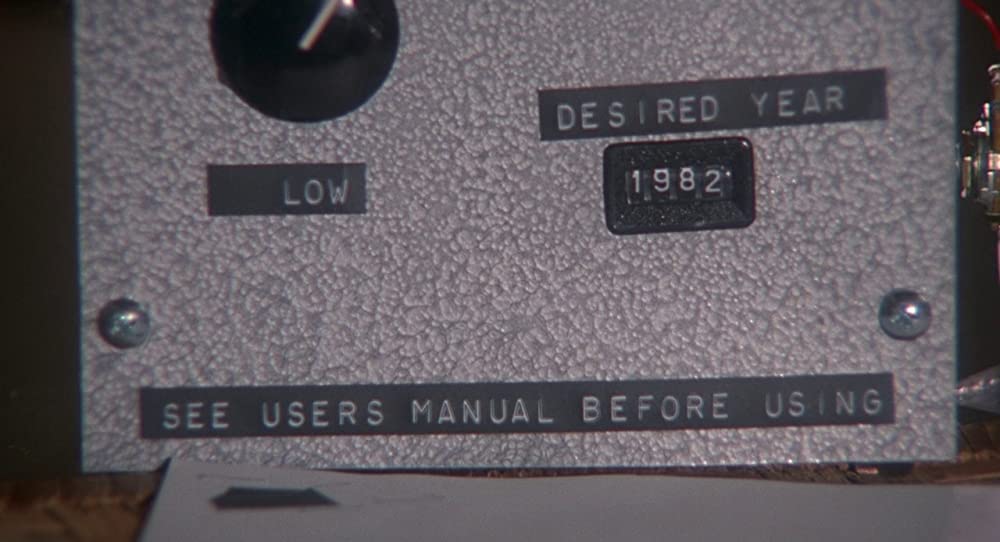 DESIRED YEAR
1982
LOW
SEE USERS MANUAL BEFORE USING